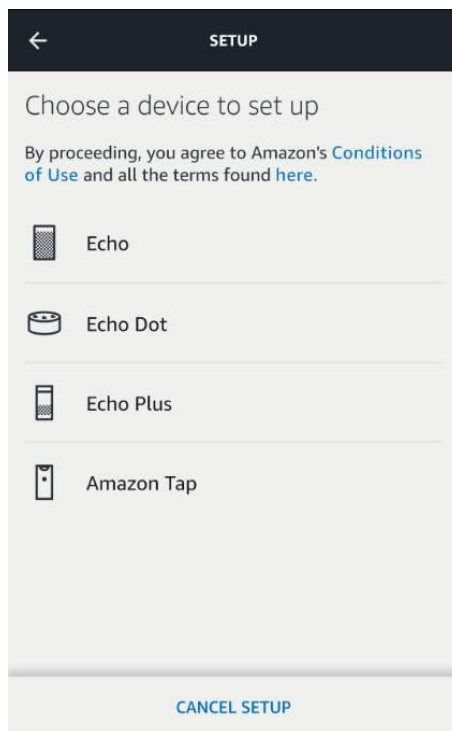 SETUP
Choose a device to set up
By proceeding, you agree to Amazon's Conditions
of Use and all the terms found here.
Echo
Echo Dot
Echo Plus
Amazon Tap
CANCEL SETUP